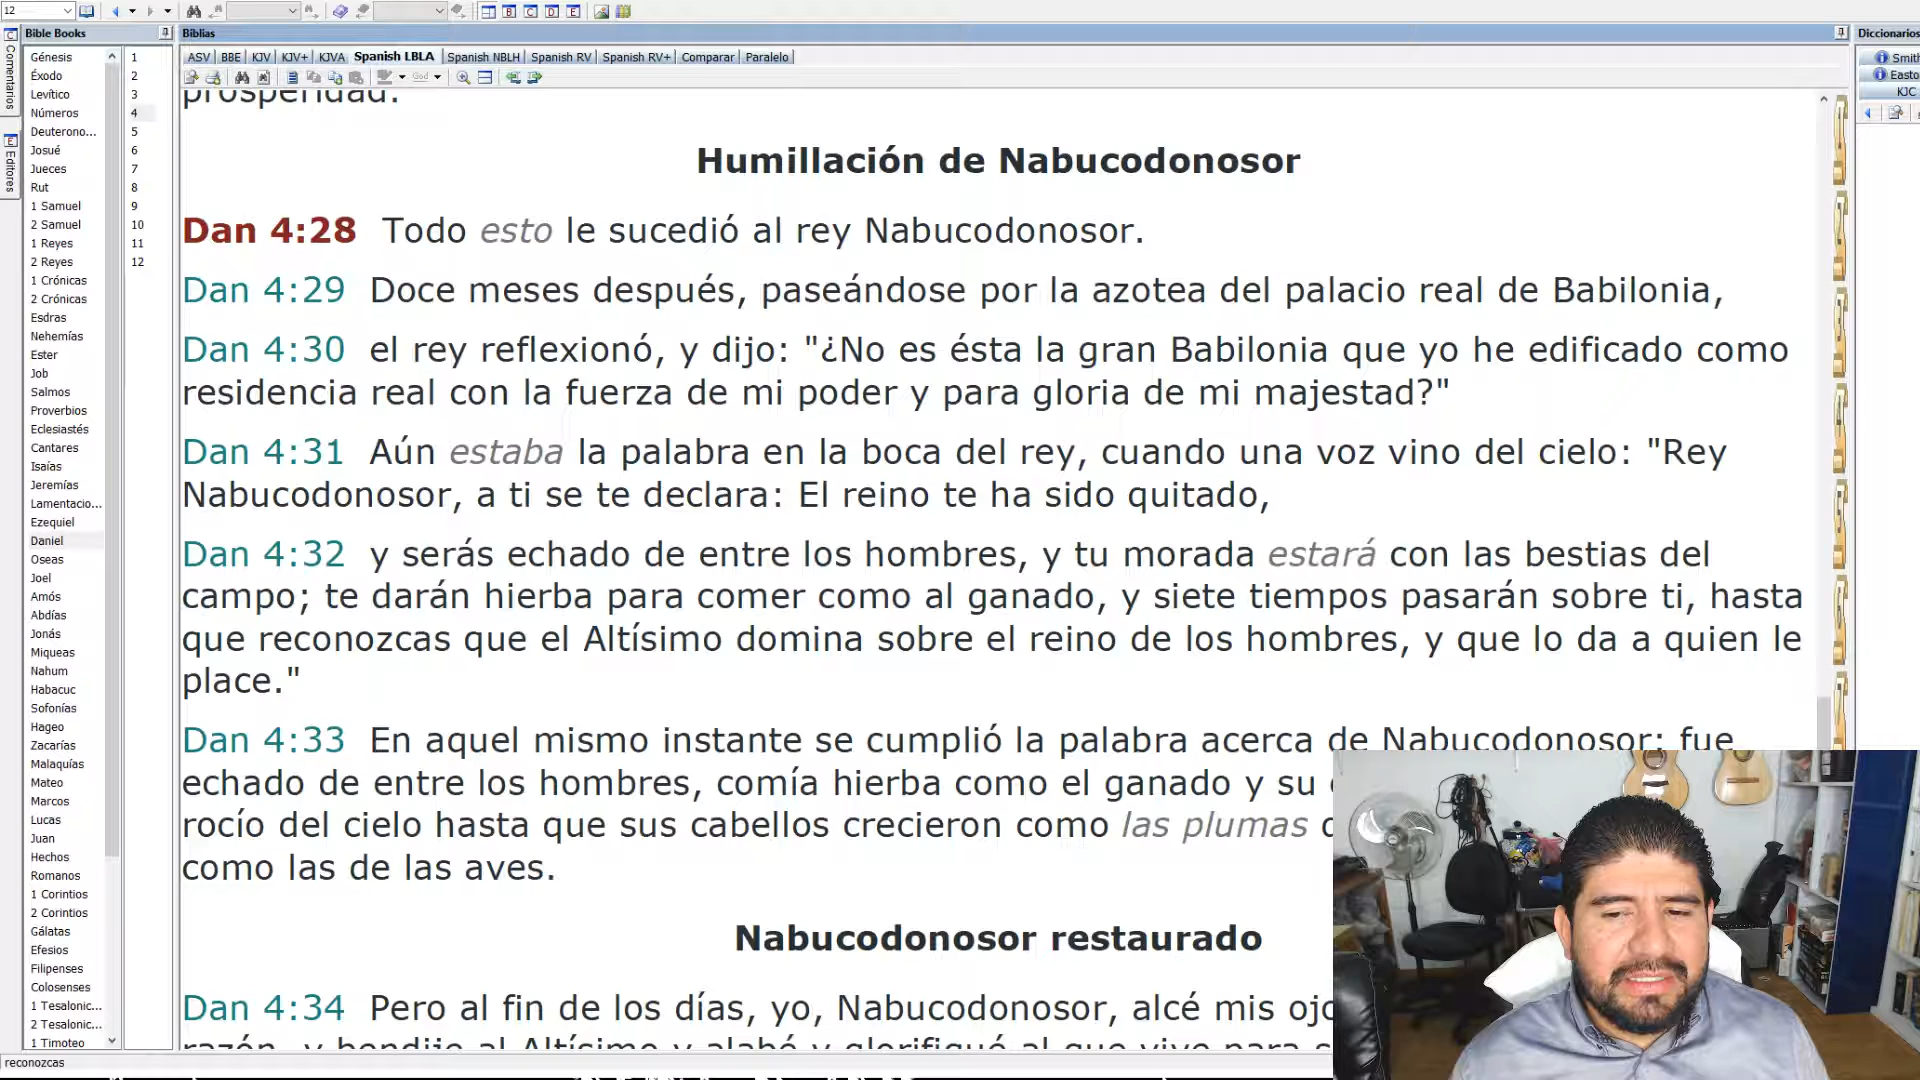 12
Bible Books
Biblias
Diccionarios
Comentarios
Editores
ASV BBE KJV KJV+ KJVA Spanish LBLA Spanish NBLH Spanish RV Spanish RV+ Comparar Paralelo
Smith
Easto
KJC
Génesis
Éxodo
Levítico
Números
Deuterono...
Josué
Jueces
Rut
1 Samuel
2 Samuel
1 Reyes
2 Reyes
1 Crónicas
2 Crónicas
Esdras
Nehemías
Ester
Job
Salmos
Proverbios
Eclesiastés
Cantares
Isaías
Jeremías
Lamentacio...
Ezequiel
Daniel
Oseas
Joel
Amós
Abdías
Jonás
Miqueas
Nahum
Habacuc
Sofonías
Hageo
Zacarías
Malaquías
Mateo
Marcos
Lucas
Juan
Hechos
Romanos
1 Corintios
2 Corintios
Gálatas
Efesios
Filipenses
Colosenses
1 Tesalonic...
2 Tesalonic...
1 Timoteo
1
2
3
4
5
6
7
8
9
10
11
12
prosperidad.
Humillación de Nabucodonosor
Dan 4:28 Todo esto le sucedió al rey Nabucodonosor.
Dan 4:29 Doce meses después, paseándose por la azotea del palacio real de Babilonia,
Dan 4:30 el rey reflexionó, y dijo: "¿No es ésta la gran Babilonia que yo he edificado como
residencia real con la fuerza de mi poder y para gloria de mi majestad?"
Dan 4:31 Aún estaba la palabra en la boca del rey, cuando una voz vino del cielo: "Rey
Nabucodonosor, a ti se te declara: El reino te ha sido quitado,
Dan 4:32 y serás echado de entre los hombres, y tu morada estará con las bestias del
campo; te darán hierba para comer como al ganado, y siete tiempos pasarán sobre ti, hasta
que reconozcas que el Altísimo domina sobre el reino de los hombres, y que lo da a quien le
place."
Dan 4:33 En aquel mismo instante se cumplió la palabra acerca de Nabucodonosor: fue
echado de entre los hombres, comía hierba como el ganado y su
rocío del cielo hasta que sus cabellos crecieron como las plumas
como las de las aves.
Nabucodonosor restaurado
Dan 4:34 Pero al fin de los días, yo, Nabucodonosor, alcé mis ojo
razón, y bendije al Altísimo y alabé y glorifiqué al que vive para s
reconozcas